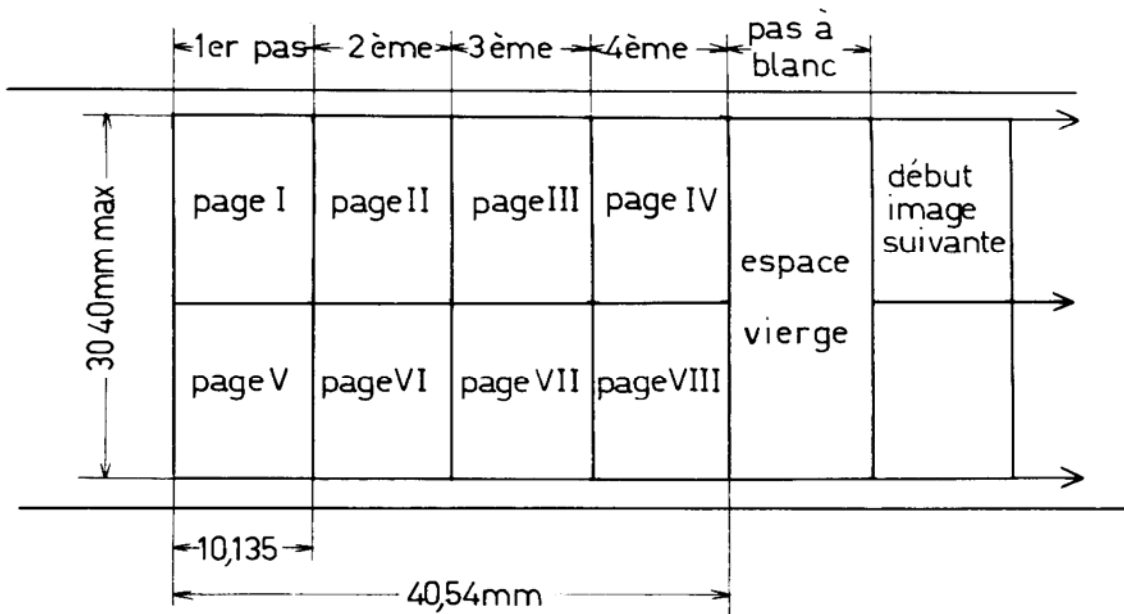 1er pas 2ème 3ème 4ème pas à
blanc
page I page II page III page IV début
image
suivante
espace
vierge
30 40mm max
page V page VI page VII page VIII
10,135
40,54mm